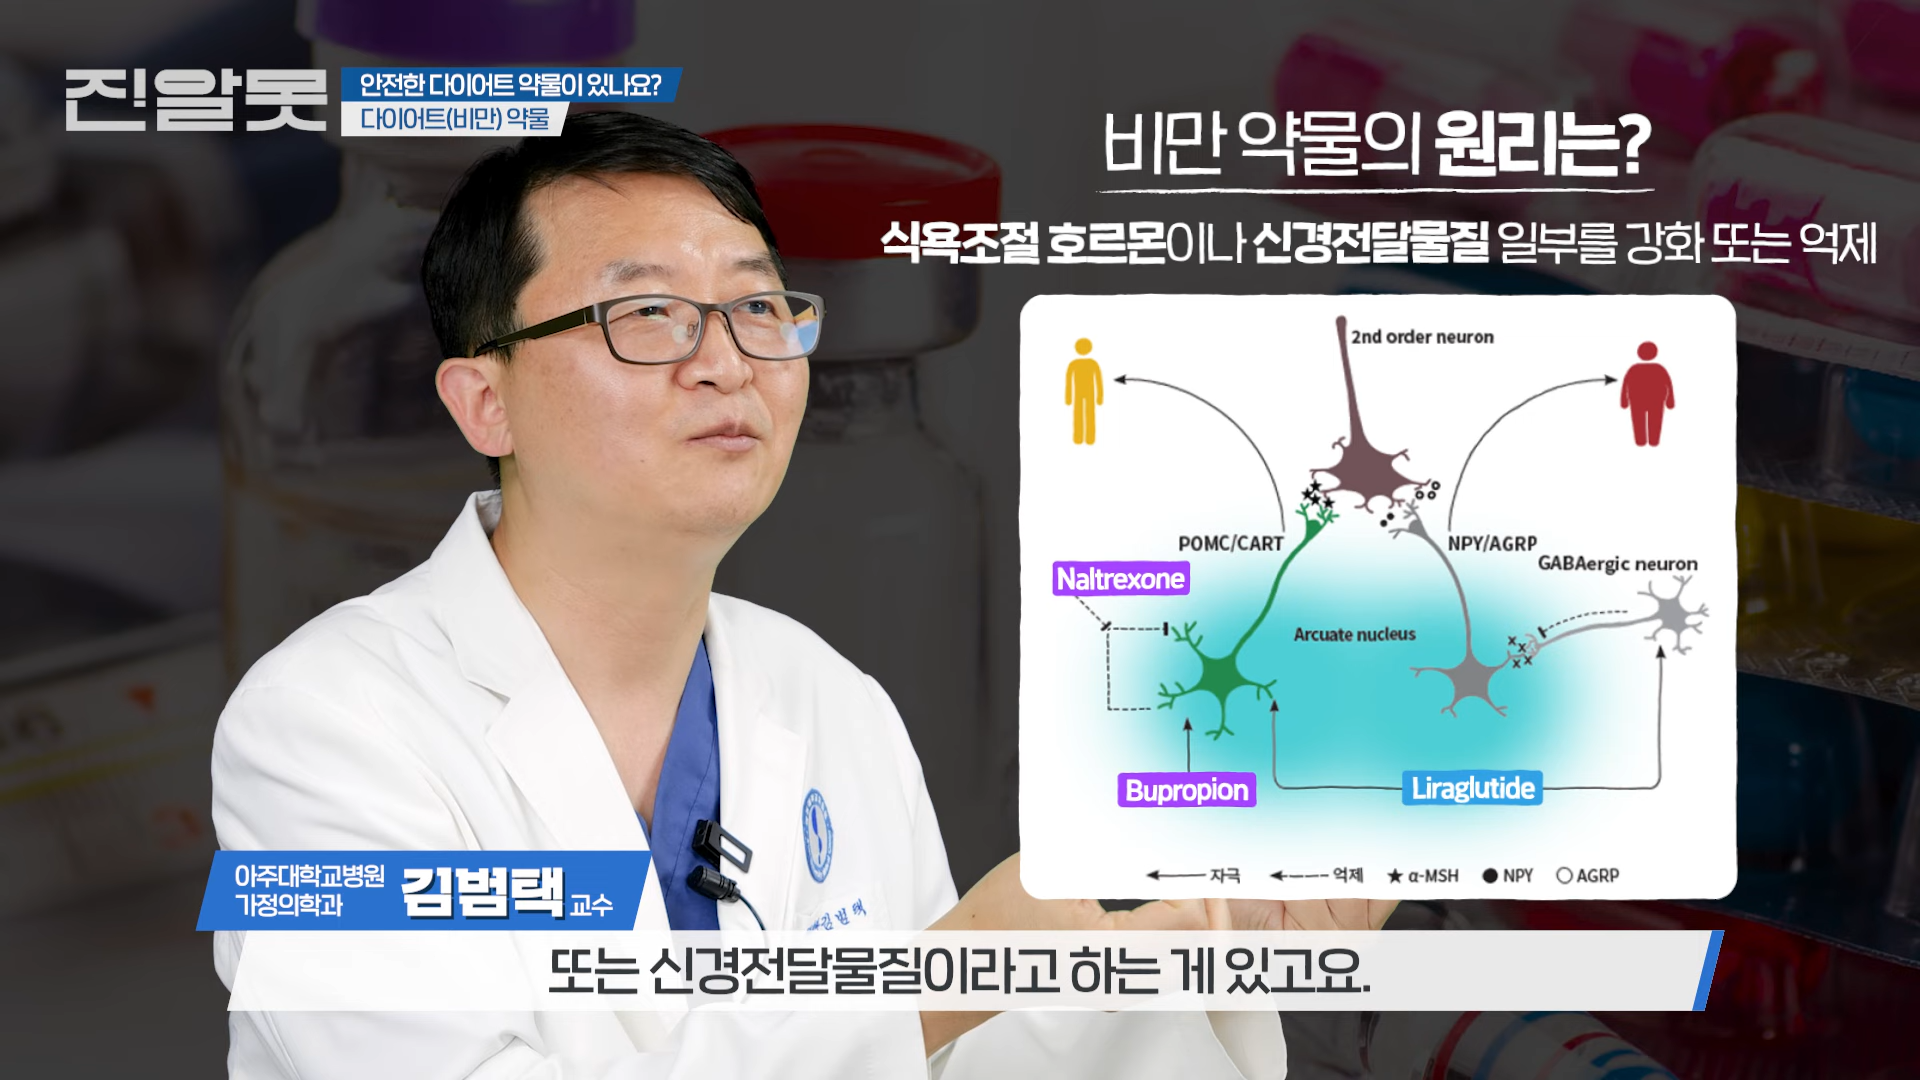 진!알못
안전한 다이어트 약물이 있나요?
다이어트(비만) 약물
비만 약물의 원리는?
식욕조절 호르몬이나 신경전달물질 일부를 강화 또는 억제
2nd order neuron
POMC/CART
NPY/AGRP
GABAergic neuron
Naltrexone
Arcuate nucleus
Bupropion
Liraglutide
자극
억제
★ α-MSH
● NPY
○ AGRP
아주대학교병원
가정의학과
김범택 교수
김범택
또는 신경전달물질이라고 하는 게 있고요.